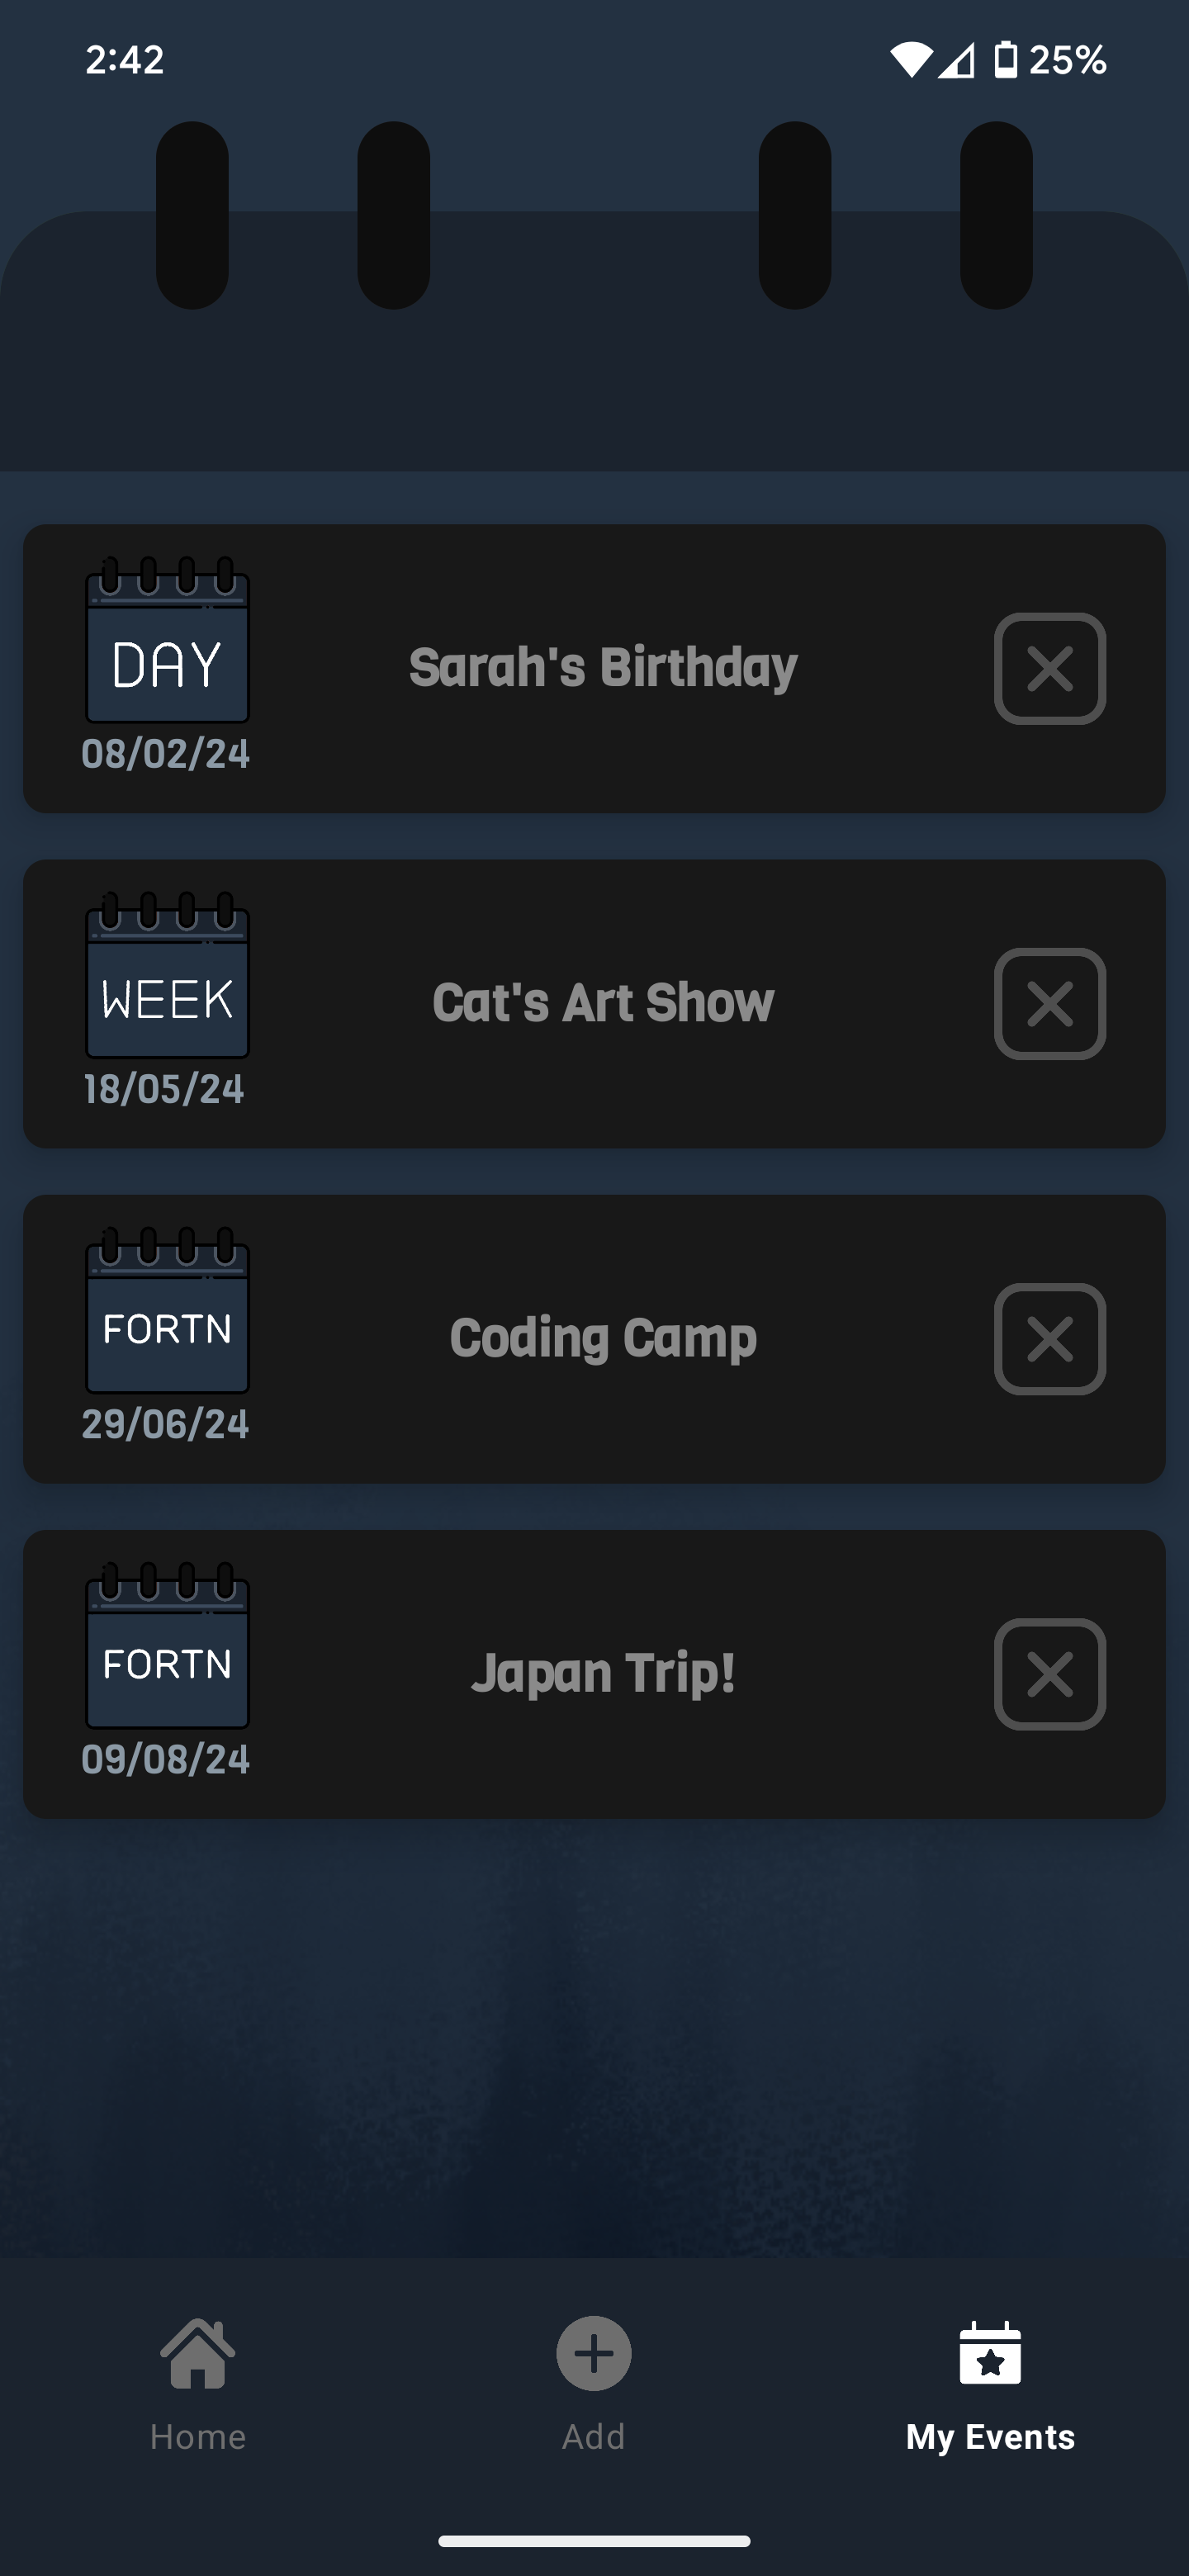 2:42
25%
DAY
08/02/24
Sarah's Birthday
WEEK
18/05/24
Cat's Art Show
FORTN
29/06/24
Coding Camp
FORTN
09/08/24
Japan Trip!
Home
Add
My Events